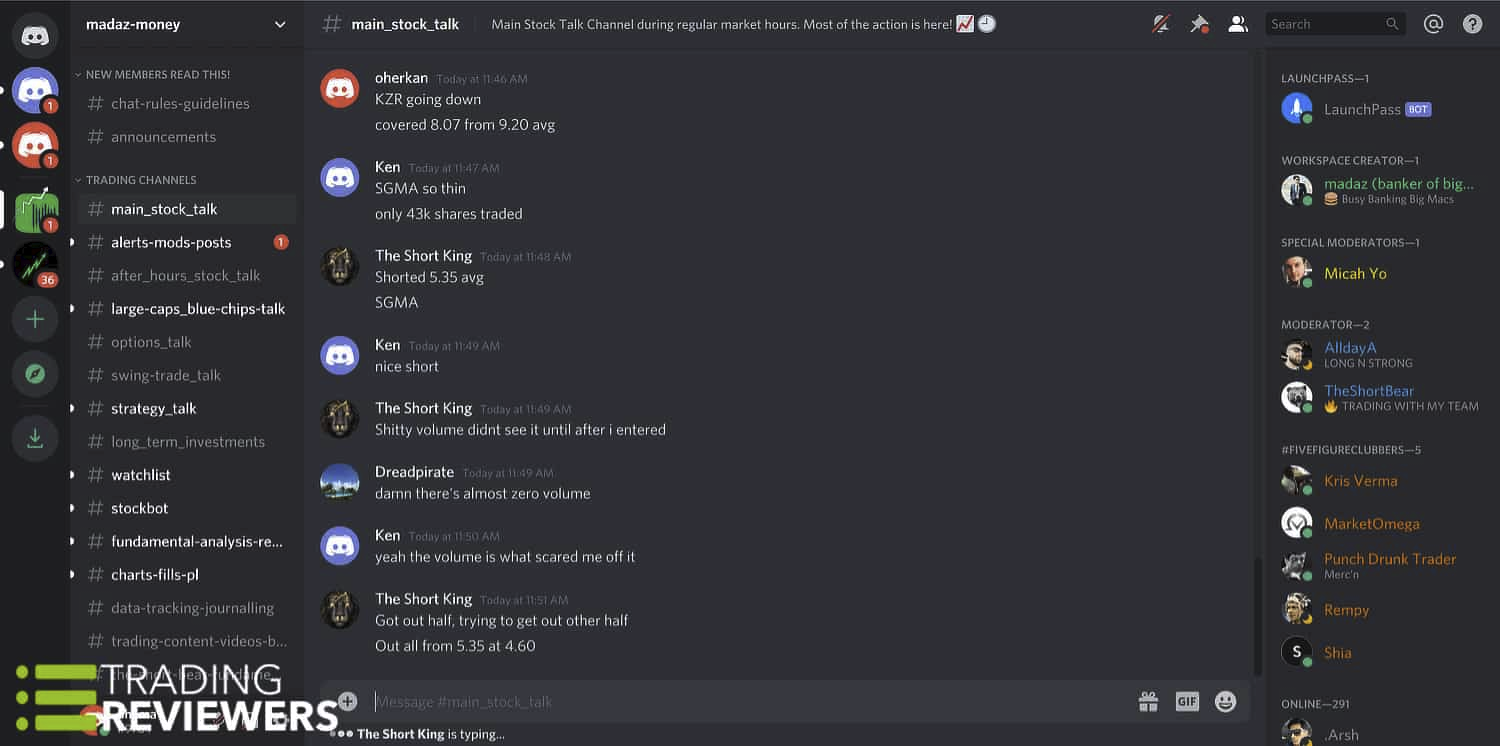 madaz-money
NEW MEMBERS READ THIS!
# chat-rules-guidelines
# announcements
TRADING CHANNELS
# main_stock_talk
# alerts-mods-posts 1
# after_hours_stock_talk
# large-caps_blue-chips-talk
# options_talk
# swing-trade_talk
# strategy_talk
# long_term_investments
# watchlist
# stockbot
# fundamental-analysis-re...
# charts-fills-pl
# data-tracking-journalling
# trading-content-videos-b...
1
1
1
36
# main_stock_talk
Main Stock Talk Channel during regular market hours. Most of the action is here!
Search
oherkan Today at 11:46 AM
KZR going down
covered 8.07 from 9.20 avg
Ken Today at 11:47 AM
SGMA so thin
only 43k shares traded
The Short King Today at 11:48 AM
Shorted 5.35 avg
SGMA
Ken Today at 11:49 AM
nice short
The Short King Today at 11:49 AM
Shitty volume didnt see it until after i entered
Dreadpirate Today at 11:49 AM
damn there's almost zero volume
Ken Today at 11:50 AM
yeah the volume is what scared me off it
The Short King Today at 11:51 AM
Got out half, trying to get out other half
Out all from 5.35 at 4.60
Message #main_stock_talk
GIF
The Short King is typing...
LAUNCHPASS—1
LaunchPass BOT
WORKSPACE CREATOR—1
madaz (banker of big...
Busy Banking Big Macs
SPECIAL MODERATORS—1
Micah Yo
MODERATOR—2
AlldayA
LONG N STRONG
TheShortBear
TRADING WITH MY TEAM
#FIVEFIGURECLUBBERS—5
Kris Verma
MarketOmega
Punch Drunk Trader
Merc'n
Rempy
S
Shia
ONLINE—291
.Arsh
TRADING
REVIEWERS